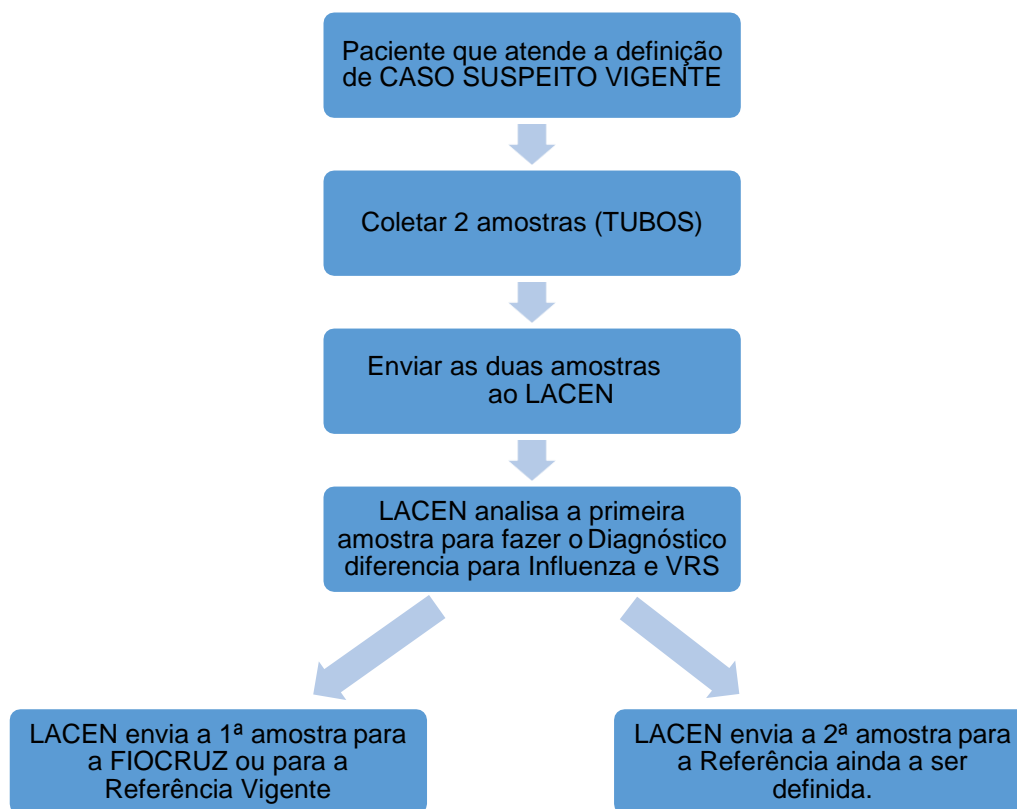 Paciente que atende a definição
de CASO SUSPEITO VIGENTE
Coletar 2 amostras (TUBOS)
Enviar as duas amostras
ao LACEN
LACEN analisa a primeira
amostra para fazer o Diagnóstico
diferencia para Influenza e VRS
LACEN envia a 1ª amostra para
a FIOCRUZ ou para a
Referência Vigente
LACEN envia a 2ª amostra para
a Referência ainda a ser
definida.